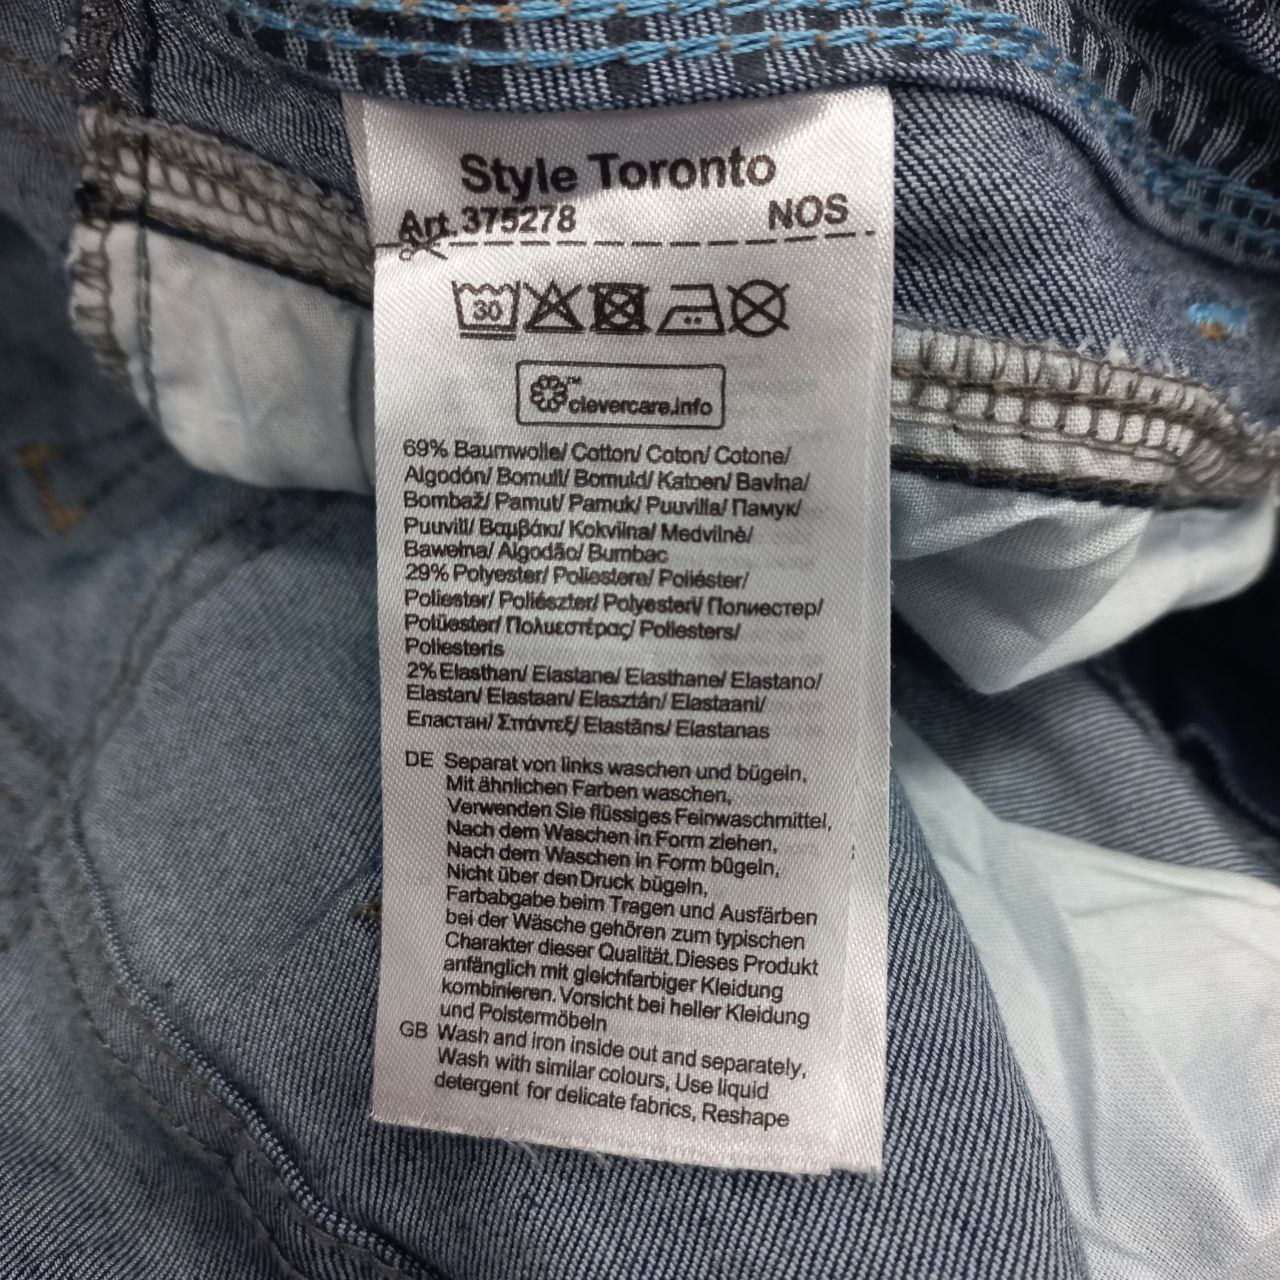 Style Toronto
Art. 375278 NOS
30
clevercare.info
69% Baumwolle/ Cotton/ Coton/ Cotone/
Algodón/ Bomull/ Bomuld/ Katoen/ Bavlna/
Bombaž/ Pamut/ Pamuk/ Puuvilla/ Памук/
Puuvill/ Βαμβάκι/ Kokvilna/ Medvilnė/
Bawełna/ Algodão/ Bumbac
29% Polyester/ Poliestere/ Poliéster/
Poliester/ Poliészter/ Polyesteri/ Полиестер/
Polüester/ Πολυεστέρας/ Poliesters/
Poliesteris
2% Elasthan/ Elastane/ Elasthane/ Elastano/
Elastan/ Elastaan/ Elasztán/ Elastaani/
Еластан/ Σπάντεξ/ Elastāns/ Elastanas
DE Separat von links waschen und bügeln,
Mit ähnlichen Farben waschen,
Verwenden Sie flüssiges Feinwaschmittel,
Nach dem Waschen in Form ziehen,
Nach dem Waschen in Form bügeln,
Nicht über den Druck bügeln,
Farbabgabe beim Tragen und Ausfärben
bei der Wäsche gehören zum typischen
Charakter dieser Qualität. Dieses Produkt
anfänglich mit gleichfarbiger Kleidung
kombinieren. Vorsicht bei heller Kleidung
und Polstermöbeln
GB Wash and iron inside out and separately,
Wash with similar colours, Use liquid
detergent for delicate fabrics, Reshape